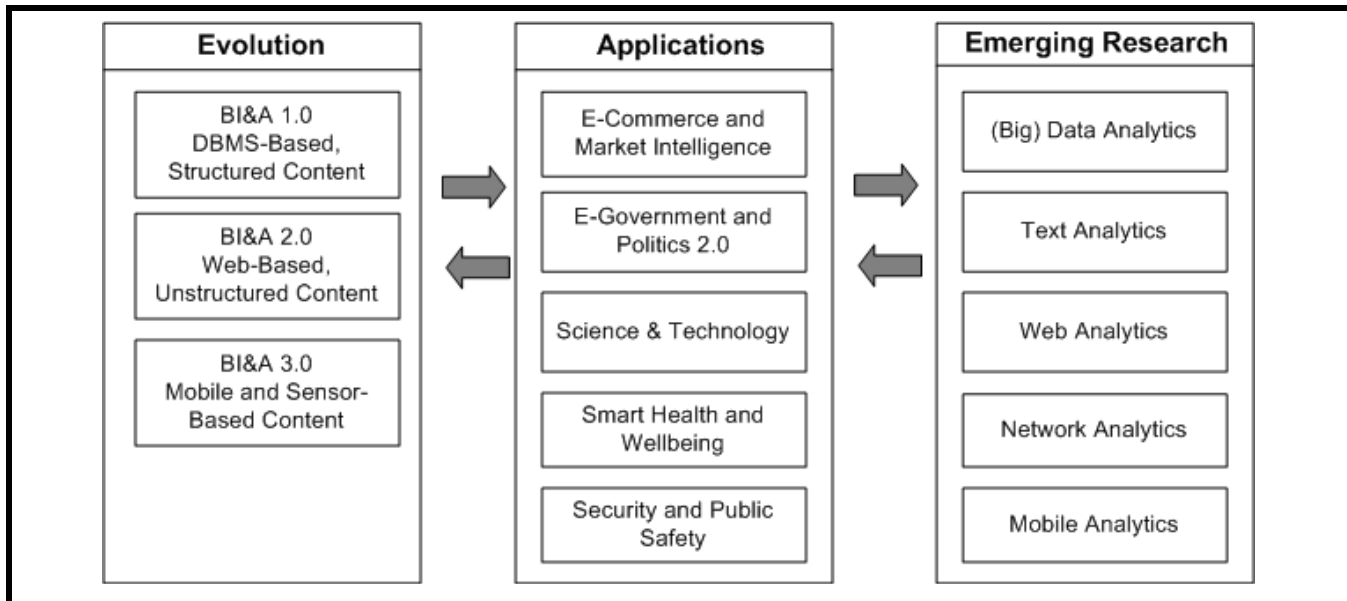 Evolution
BI&A 1.0
DBMS-Based,
Structured Content
BI&A 2.0
Web-Based,
Unstructured Content
BI&A 3.0
Mobile and Sensor-
Based Content
Applications
E-Commerce and
Market Intelligence
E-Government and
Politics 2.0
Science & Technology
Smart Health and
Wellbeing
Security and Public
Safety
Emerging Research
(Big) Data Analytics
Text Analytics
Web Analytics
Network Analytics
Mobile Analytics